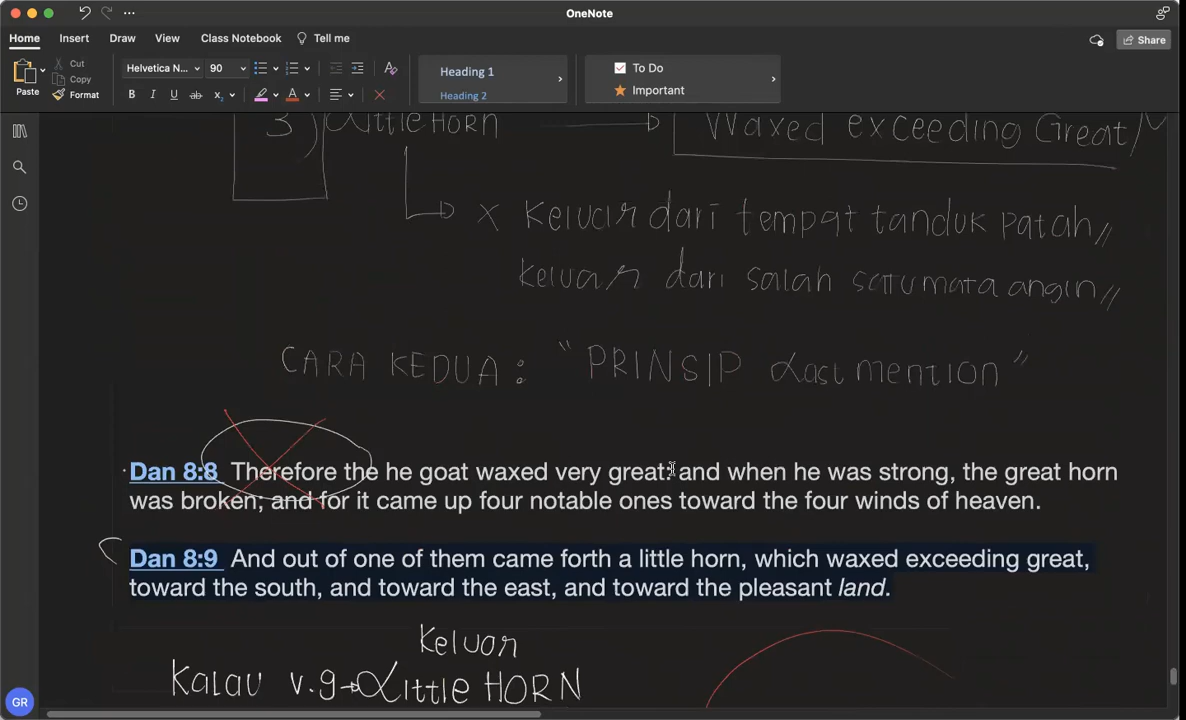 OneNote
Home Insert Draw View Class Notebook Tell me
Share
Paste
Cut
Copy
Format
Helvetica N... 90
B I U ab x₂ A
Heading 1
Heading 2
To Do
Important
3) Little HORN Waxed exceeding Great/
x Keluar dari tempat tanduk patah//
keluar dari salah satu mata angin//
CARA KEDUA : "PRINSIP Last mention"
Dan 8:8 Therefore the he goat waxed very great: and when he was strong, the great horn
was broken; and for it came up four notable ones toward the four winds of heaven.
Dan 8:9 And out of one of them came forth a little horn, which waxed exceeding great,
toward the south, and toward the east, and toward the pleasant land.
Keluar
Kalau v.9 Little HORN
GR